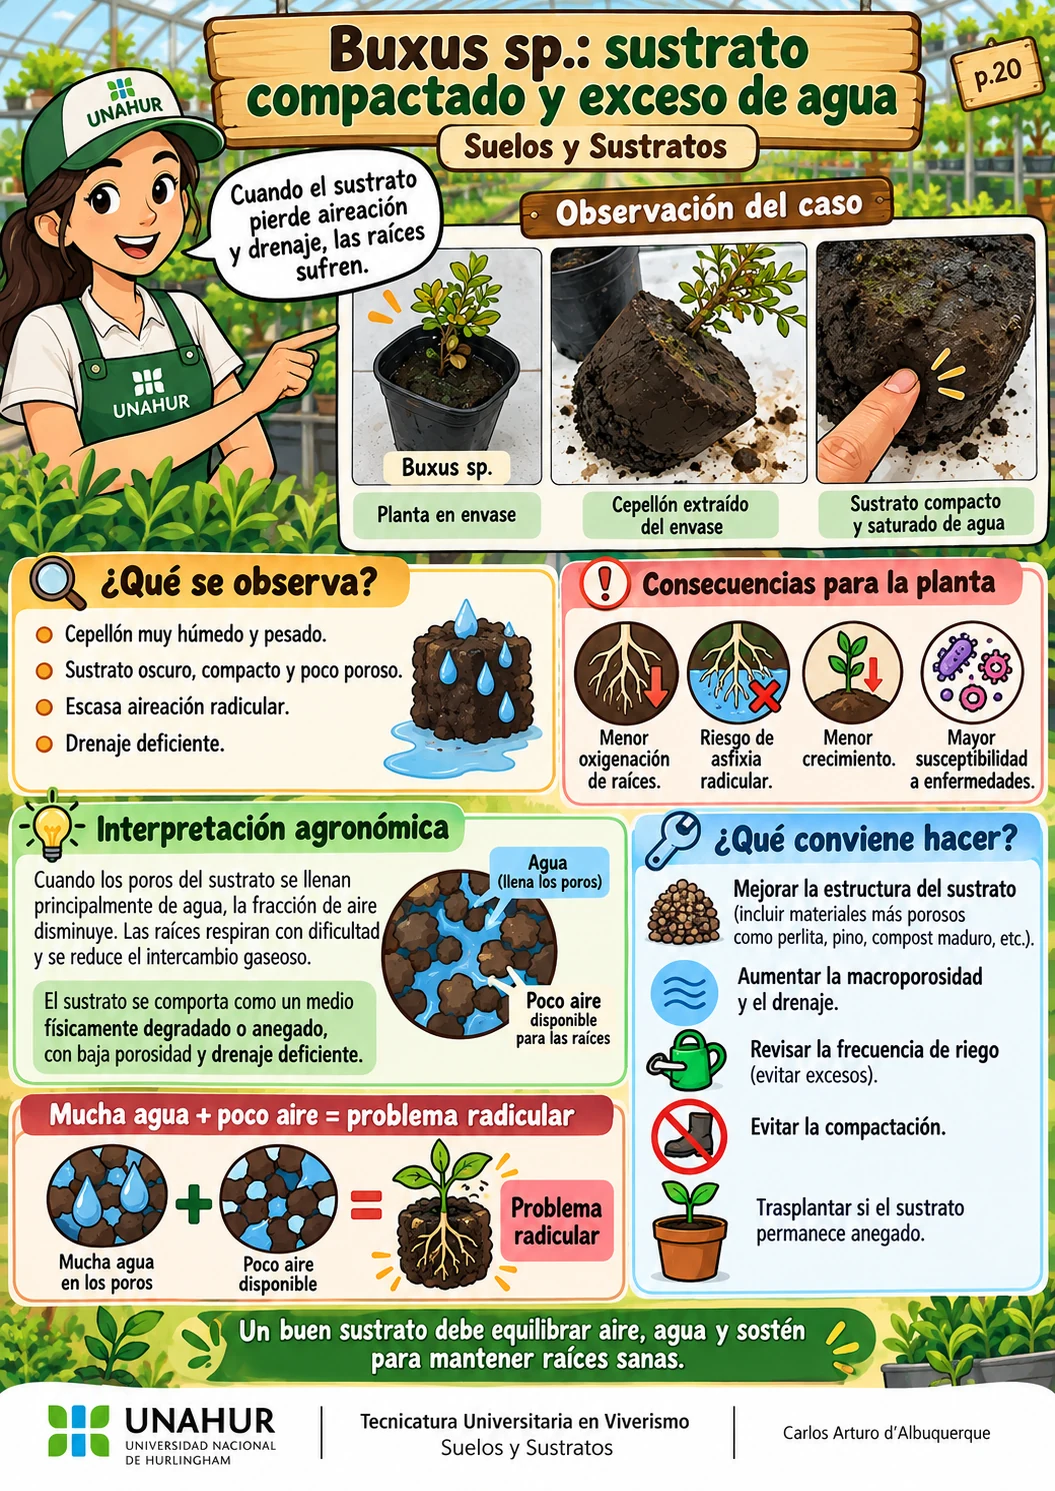 Buxus sp.: sustrato
compactado y exceso de agua
Suelos y Sustratos
p.20
UNAHUR
UNAHUR
Cuando el sustrato
pierde aireación
y drenaje, las raíces
sufren.
Observación del caso
Buxus sp.
Planta en envase
Cepellón extraído
del envase
Sustrato compacto
y saturado de agua
¿Qué se observa?
Cepellón muy húmedo y pesado.
Sustrato oscuro, compacto y poco poroso.
Escasa aireación radicular.
Drenaje deficiente.
Consecuencias para la planta
Menor
oxigenación
de raíces.
Riesgo de
asfixia
radicular.
Menor
crecimiento.
Mayor
susceptibilidad
a enfermedades.
Interpretación agronómica
Cuando los poros del sustrato se llenan
principalmente de agua, la fracción de aire
disminuye. Las raíces respiran con dificultad
y se reduce el intercambio gaseoso.
El sustrato se comporta como un medio
físicamente degradado o anegado,
con baja porosidad y drenaje deficiente.
Agua
(llena los poros)
Poco aire
disponible
para las raíces
¿Qué conviene hacer?
Mejorar la estructura del sustrato
(incluir materiales más porosos
como perlita, pino, compost maduro, etc.).
Aumentar la macroporosidad
y el drenaje.
Revisar la frecuencia de riego
(evitar excesos).
Evitar la compactación.
Trasplantar si el sustrato
permanece anegado.
Mucha agua + poco aire = problema radicular
Mucha agua
en los poros
Poco aire
disponible
Problema
radicular
Un buen sustrato debe equilibrar aire, agua y sostén
para mantener raíces sanas.
UNAHUR
UNIVERSIDAD NACIONAL
DE HURLINGHAM
Tecnicatura Universitaria en Viverismo
Suelos y Sustratos
Carlos Arturo d'Albuquerque